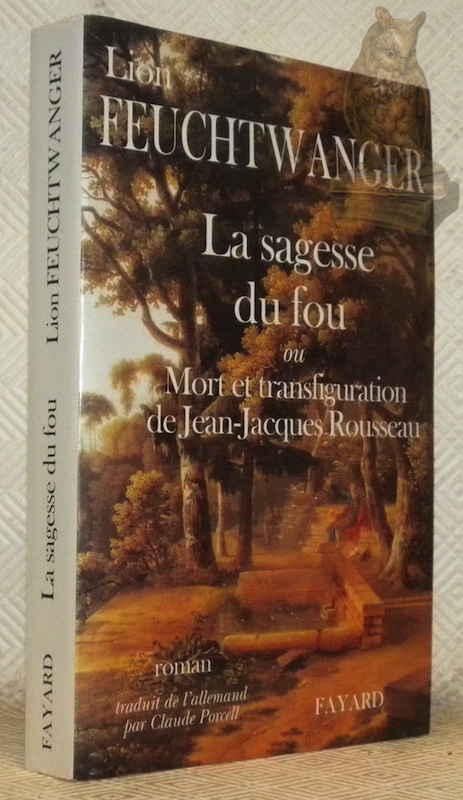 Lion
FEUCHTWANGER
La sagesse
du fou
ou
Mort et transfiguration
de Jean-Jacques Rousseau
roman
traduit de l'allemand
par Claude Porcell
FAYARD
Lion FEUCHTWANGER
La sagesse du fou
FAYARD